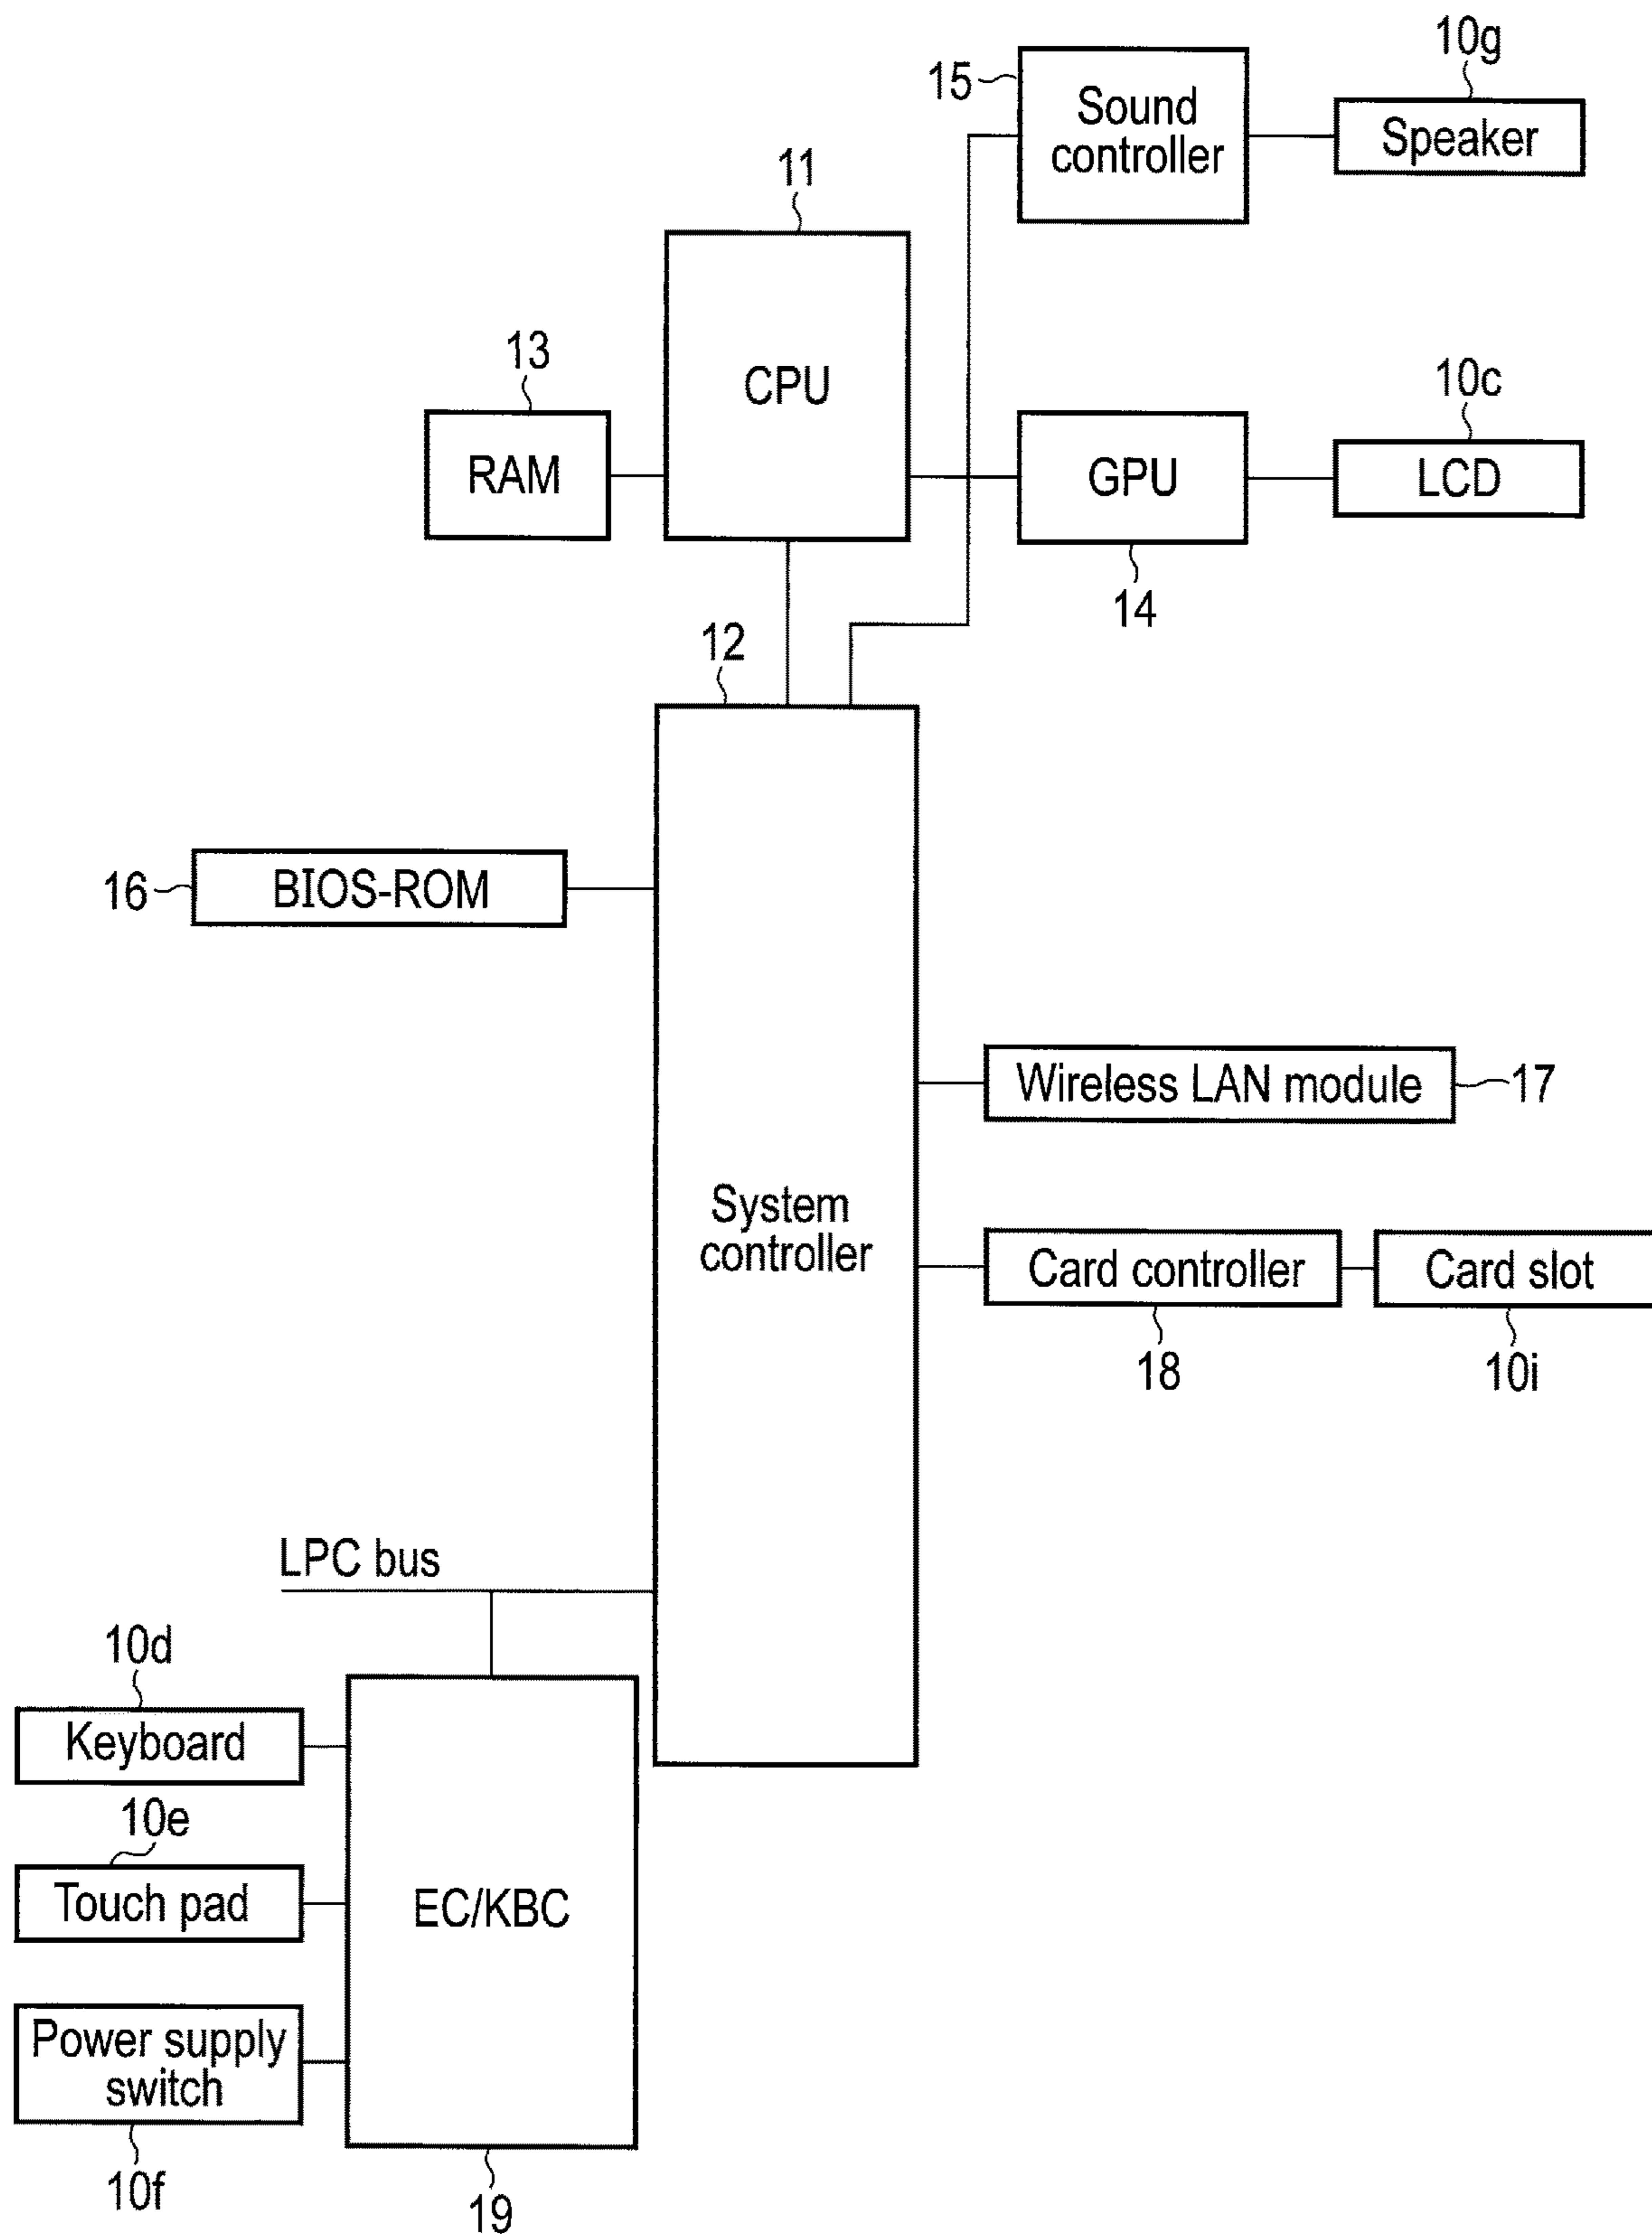 10g
15
Sound
controller
Speaker
11
CPU
13
RAM
10c
GPU
LCD
14
12
16
BIOS-ROM
Wireless LAN module
17
System
controller
Card controller
Card slot
18
10i
LPC bus
10d
Keyboard
10e
Touch pad
EC/KBC
Power supply
switch
10f
19